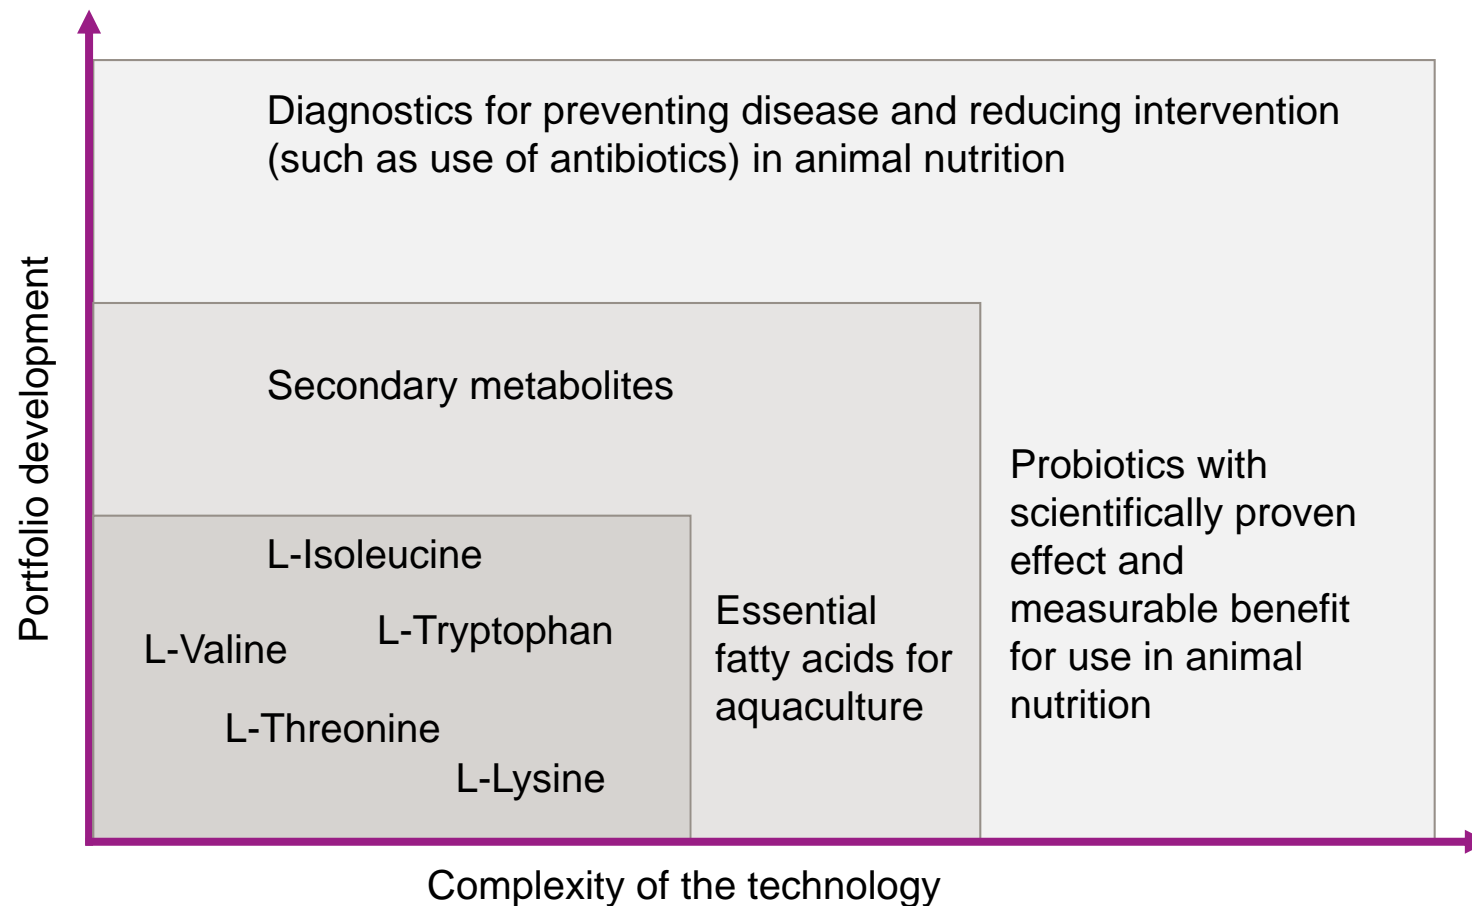 Diagnostics for preventing disease and reducing intervention
(such as use of antibiotics) in animal nutrition
Portfolio development
Secondary metabolites
Probiotics with
scientifically proven
effect and
measurable benefit
for use in animal
nutrition
L-Isoleucine
L-Tryptophan
L-Valine
L-Threonine
L-Lysine
Essential
fatty acids for
aquaculture
Complexity of the technology